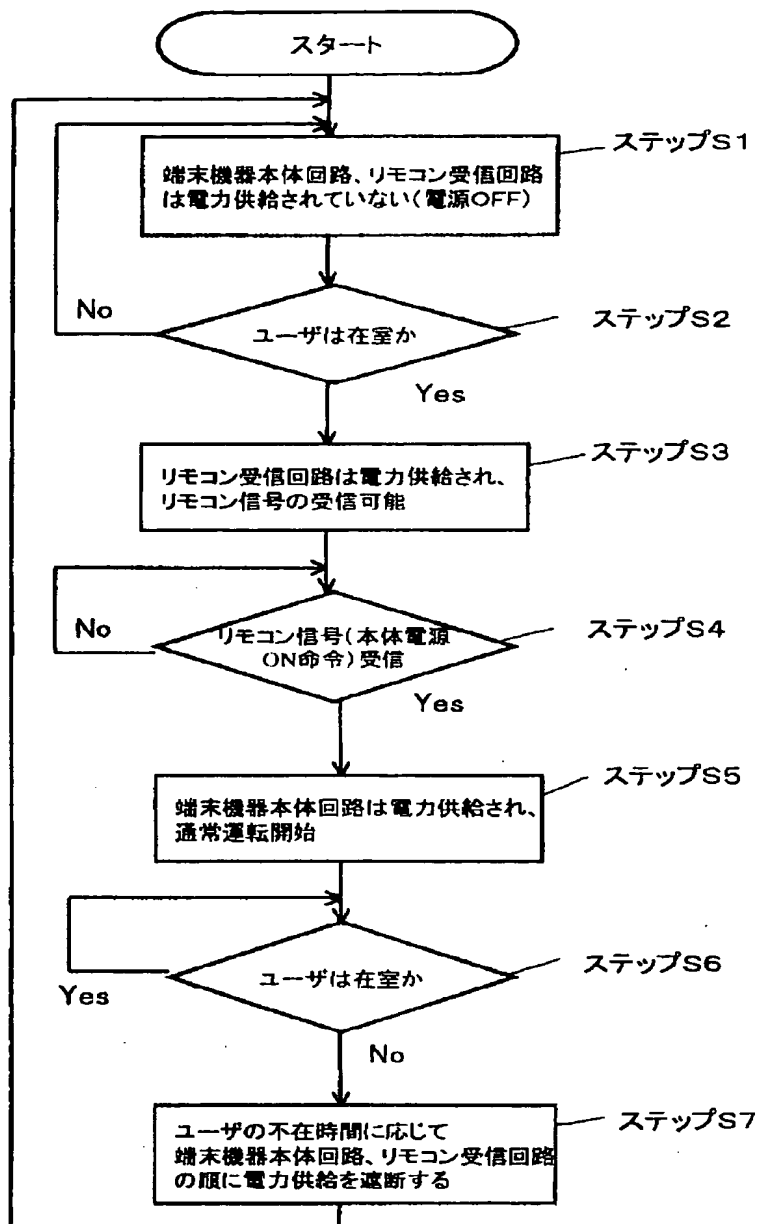 スタート
ステップS1
端末機器本体回路、リモコン受信回路
は電力供給されていない(電源OFF)
No
ステップS2
ユーザは在室か
Yes
ステップS3
リモコン受信回路は電力供給され、
リモコン信号の受信可能
No
ステップS4
リモコン信号(本体電源
ON命令)受信
Yes
ステップS5
端末機器本体回路は電力供給され、
通常運転開始
ステップS6
ユーザは在室か
Yes
No
ステップS7
ユーザの不在時間に応じて
端末機器本体回路、リモコン受信回路
の順に電力供給を遮断する